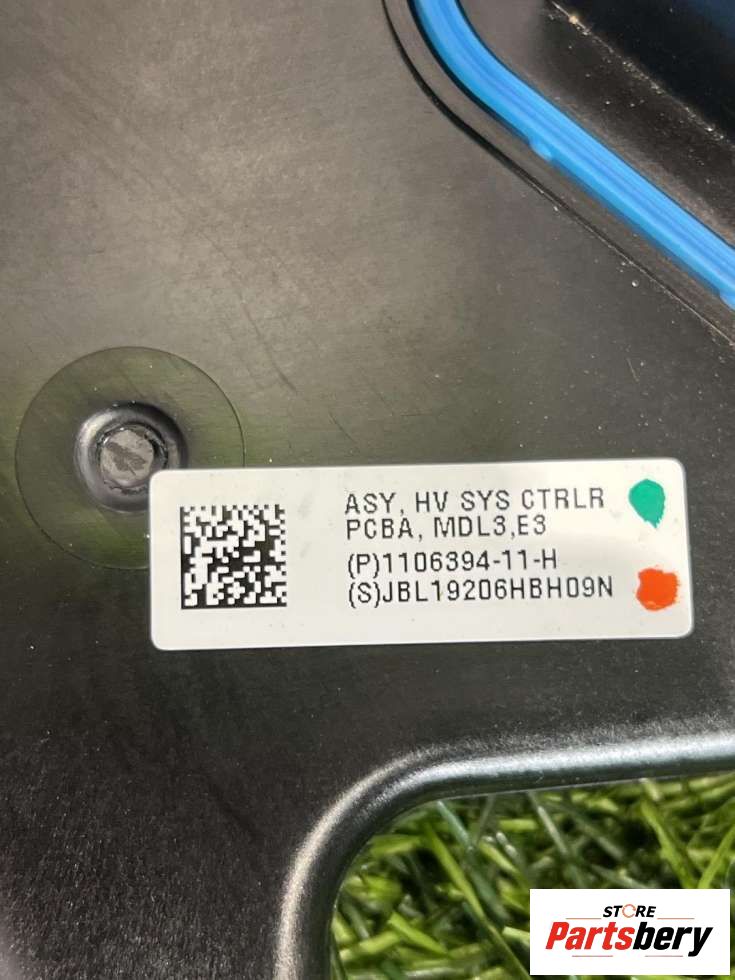 ASY, HV SYS CTRLR
PCBA, MDL3,E3
(P)1106394-11-H
(S)JBL19206HBH09N
STORE
Partsbery